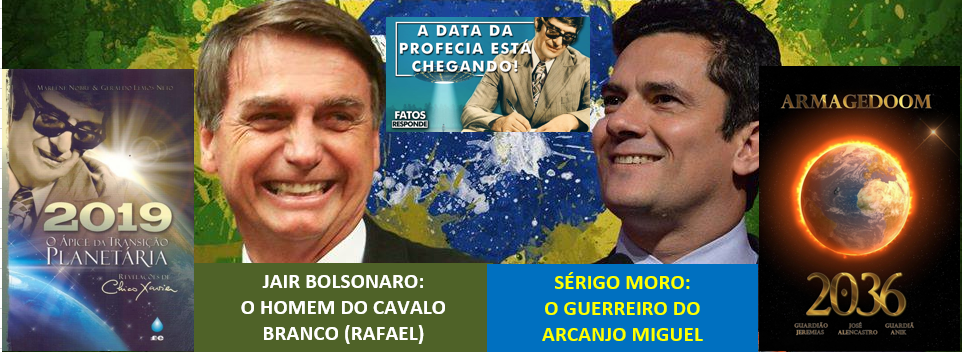 MARLENE NOBRE & GERALDO LEMOS NETO
2019
O ÁPICE DA TRANSIÇÃO
PLANETÁRIA
REVELAÇÕES DE
Chico Xavier
A DATA DA
PROFECIA ESTÁ
CHEGANDO!
FATOS
RESPONDE
JAIR BOLSONARO:
O HOMEM DO CAVALO
BRANCO (RAFAEL)
SÉRIGO MORO:
O GUERREIRO DO
ARCANJO MIGUEL
ARMAGEDOOM
2036
GUARDIÃO
JEREMIAS
JOSÉ
ALENCASTRO
GUARDIÃ
ANIK